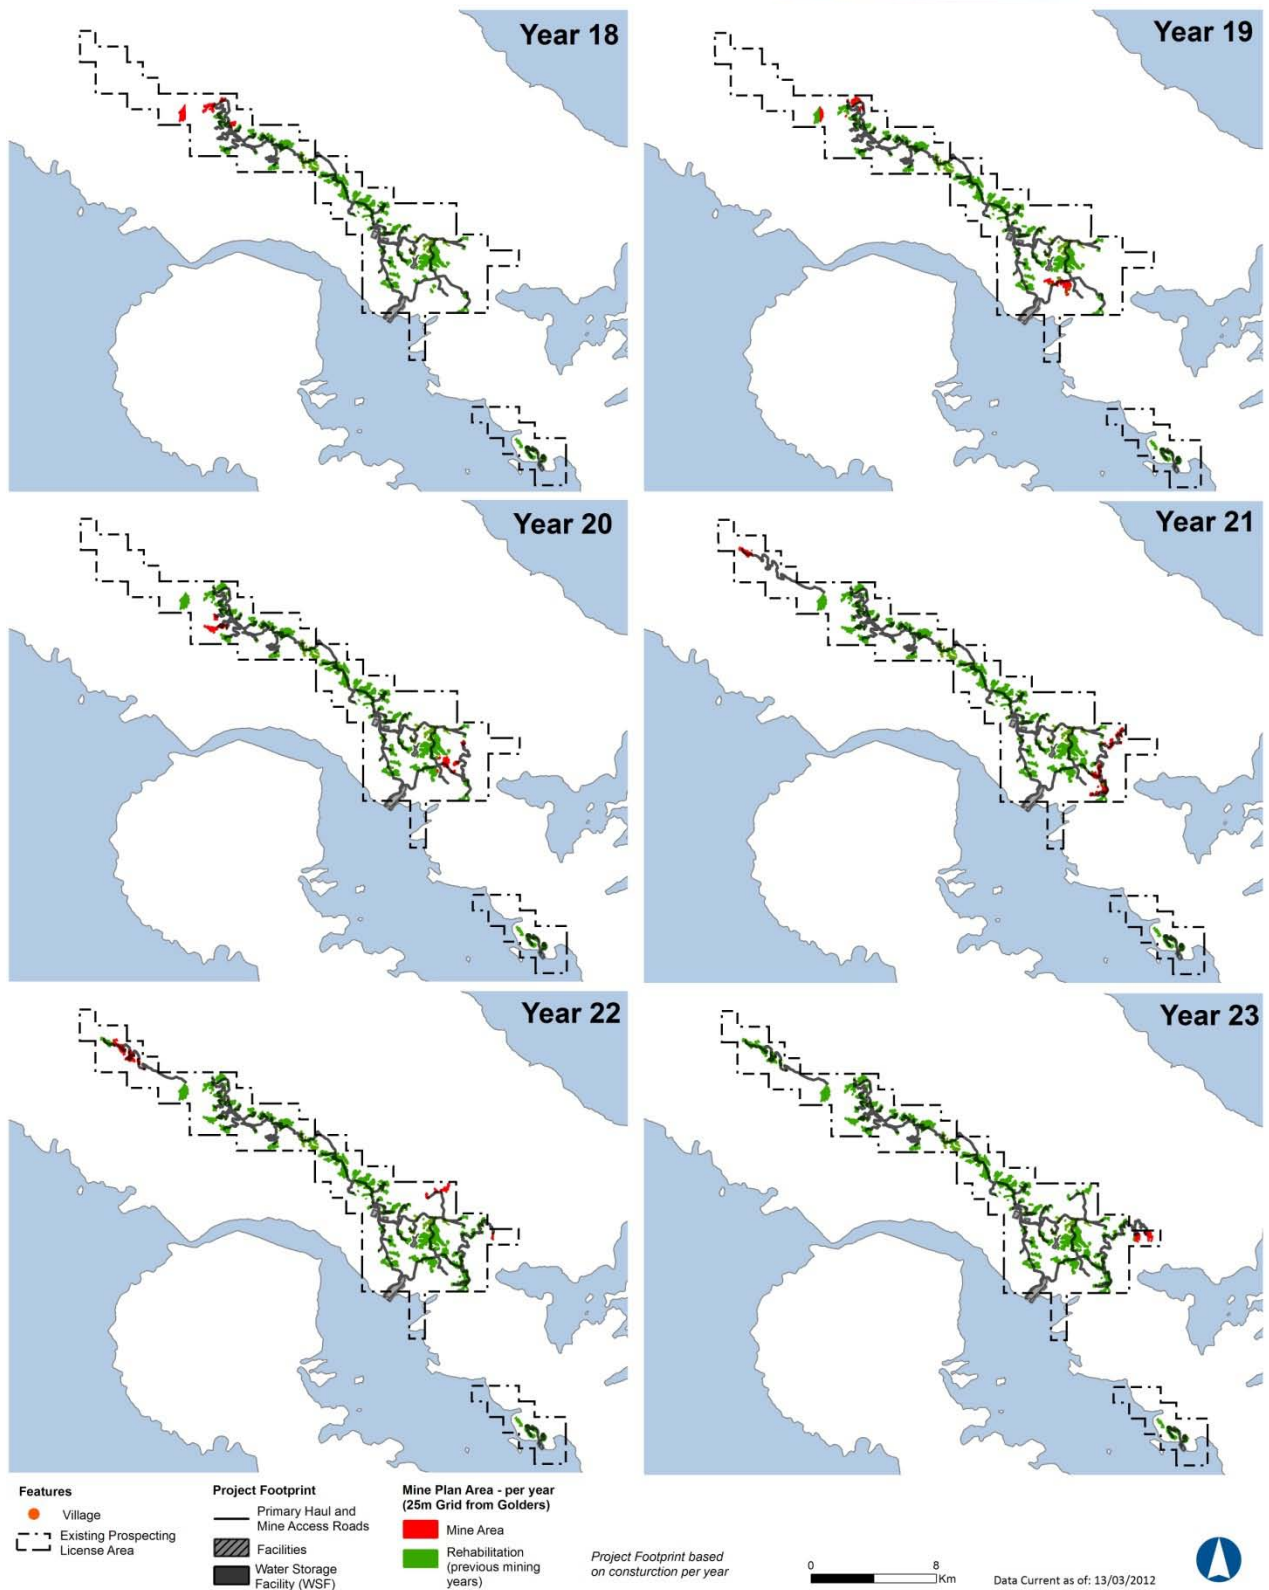 Year 18
Year 19
Year 20
Year 21
Year 22
Year 23
Features
Village
Existing Prospecting
License Area
Project Footprint
Primary Haul and
Mine Access Roads
Facilities
Water Storage
Facility (WSF)
Mine Plan Area - per year
(25m Grid from Golders)
Mine Area
Rehabilitation
(previous mining
years)
Project Footprint based
on consturction per year
0 8
Km
Data Current as of: 13/03/2012